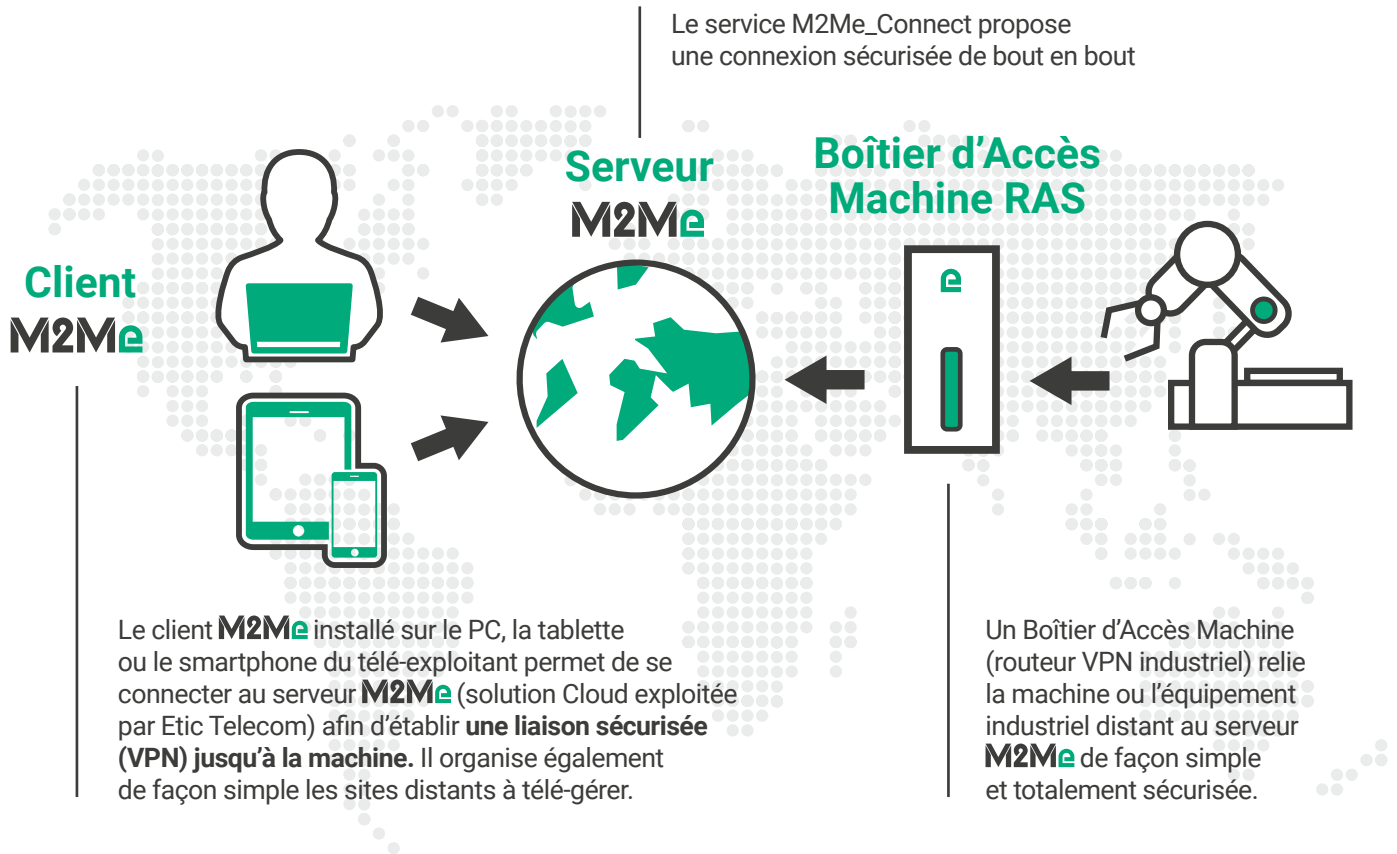 Le service M2Me_Connect propose
une connexion sécurisée de bout en bout
Serveur
M2Me
Boîtier d’Accès
Machine RAS
e
Client
M2Me
Le client M2Me installé sur le PC, la tablette
ou le smartphone du télé-exploitant permet de se
connecter au serveur M2Me (solution Cloud exploitée
par Etic Telecom) afin d’établir une liaison sécurisée
(VPN) jusqu’à la machine. Il organise également
de façon simple les sites distants à télé-gérer.
Un Boîtier d’Accès Machine
(routeur VPN industriel) relie
la machine ou l’équipement
industriel distant au serveur
M2Me de façon simple
et totalement sécurisée.